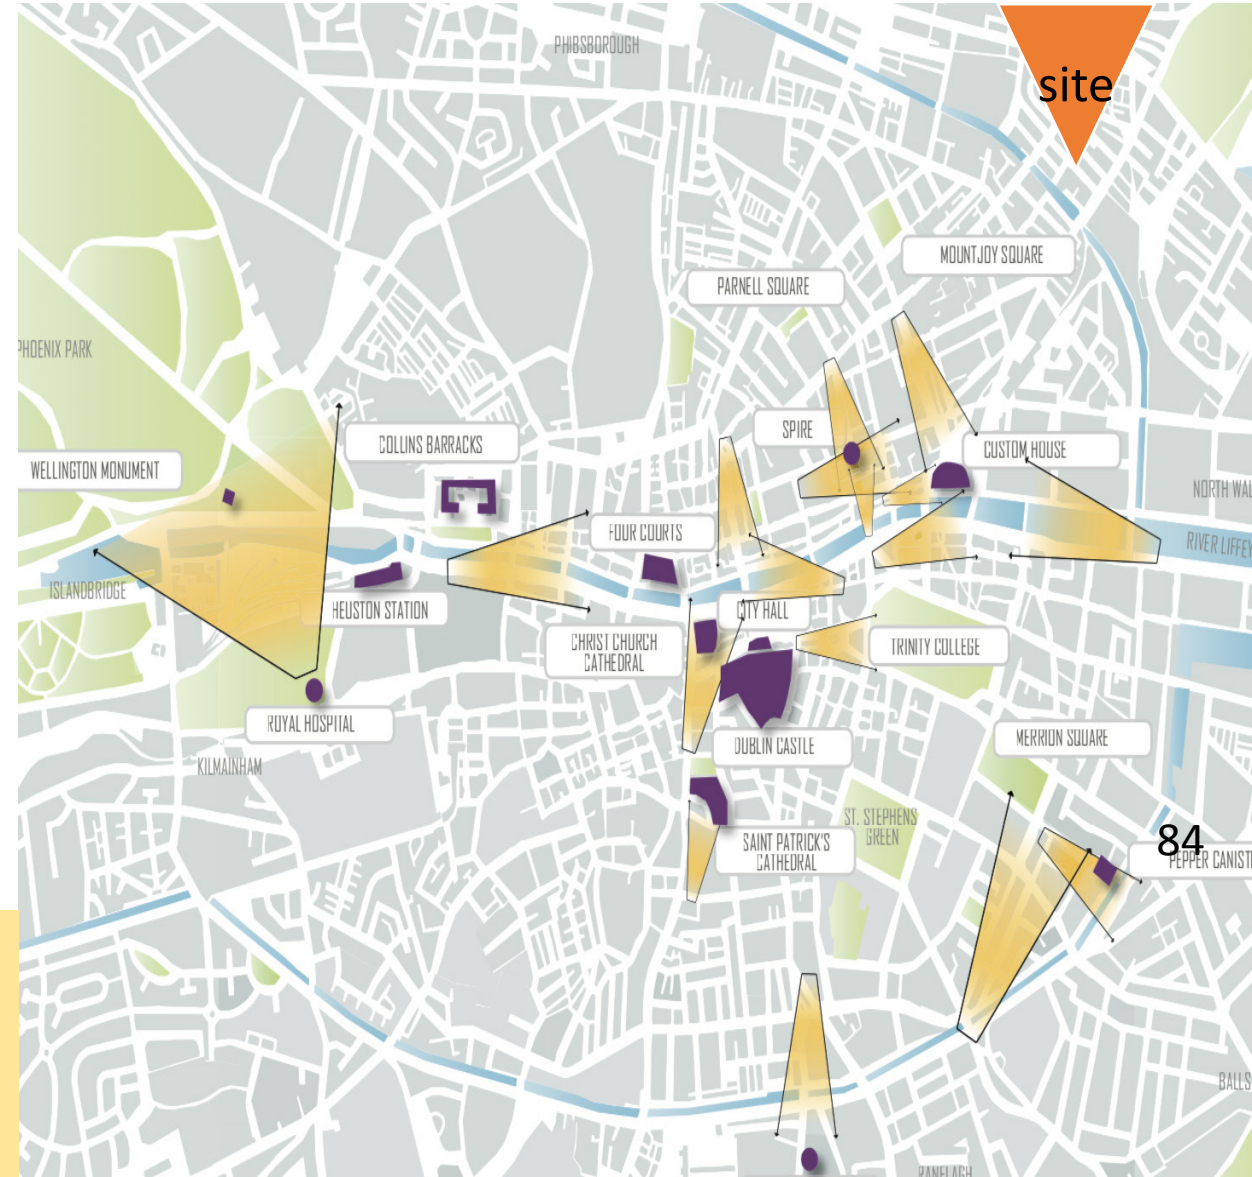 PHIBSBOROUGH
site
MOUNTJOY SQUARE
PARNELL SQUARE
PHOENIX PARK
SPIRE
COLLINS BARRACKS
CUSTOM HOUSE
WELLINGTON MONUMENT
NORTH WAL
FOUR COURTS
RIVER LIFFEY
ISLANDBRIDGE
HEUSTON STATION
CITY HALL
CHRIST CHURCH
CATHEDRAL
TRINITY COLLEGE
ROYAL HOSPITAL
MERRION SQUARE
DUBLIN CASTLE
KILMAINHAM
ST. STEPHENS
GREEN
84
SAINT PATRICK'S
CATHEDRAL
PEPPER CANIST
BALLS
RANELAGH